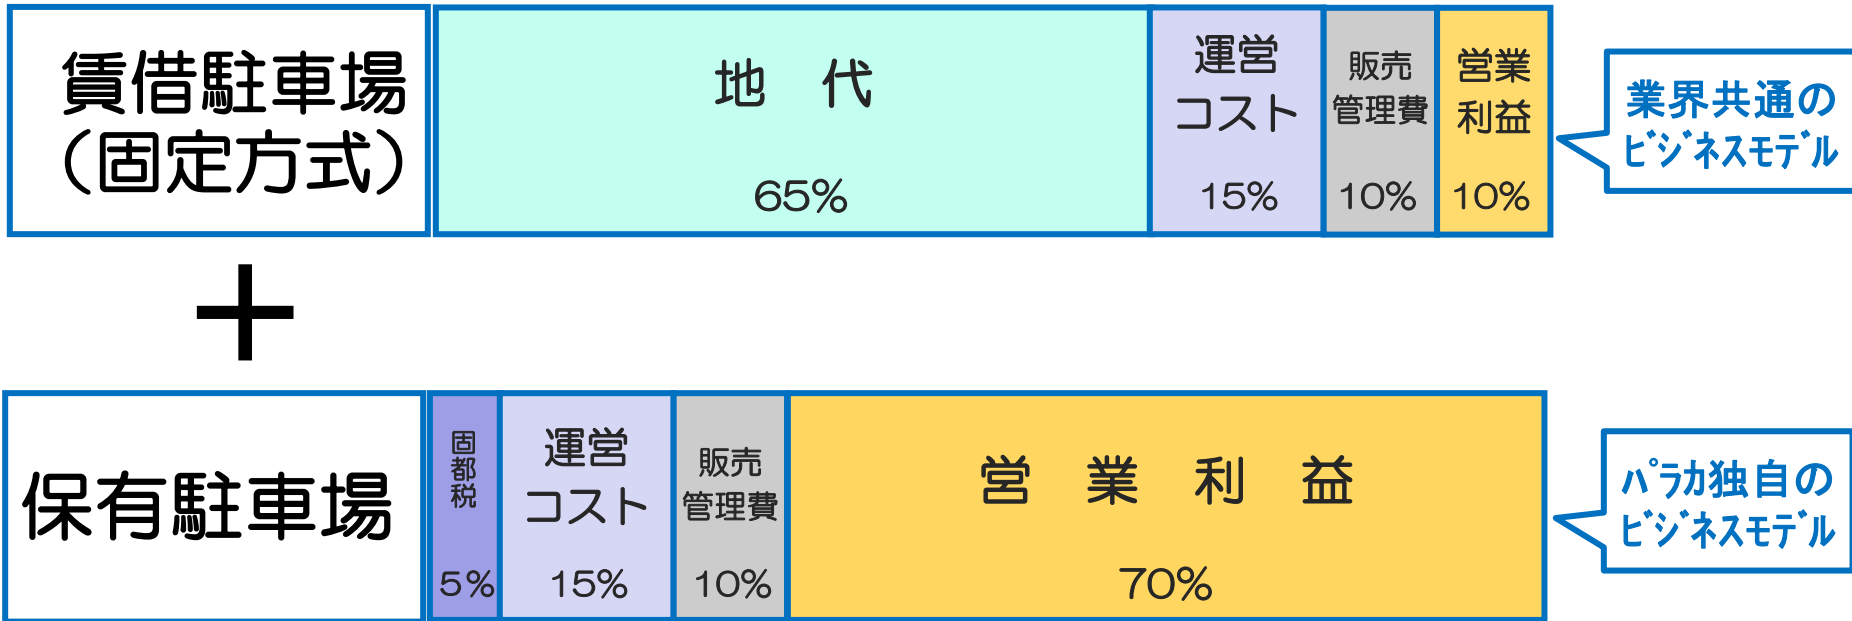 賃借駐車場
(固定方式)
地 代
65%
運営
コスト
15%
販売
管理費
10%
営業
利益
10%
業界共通の
ビジネスモデル
+
保有駐車場
固
都
税
5%
運営
コスト
15%
販売
管理費
10%
営 業 利 益
70%
パラカ独自の
ビジネスモデル